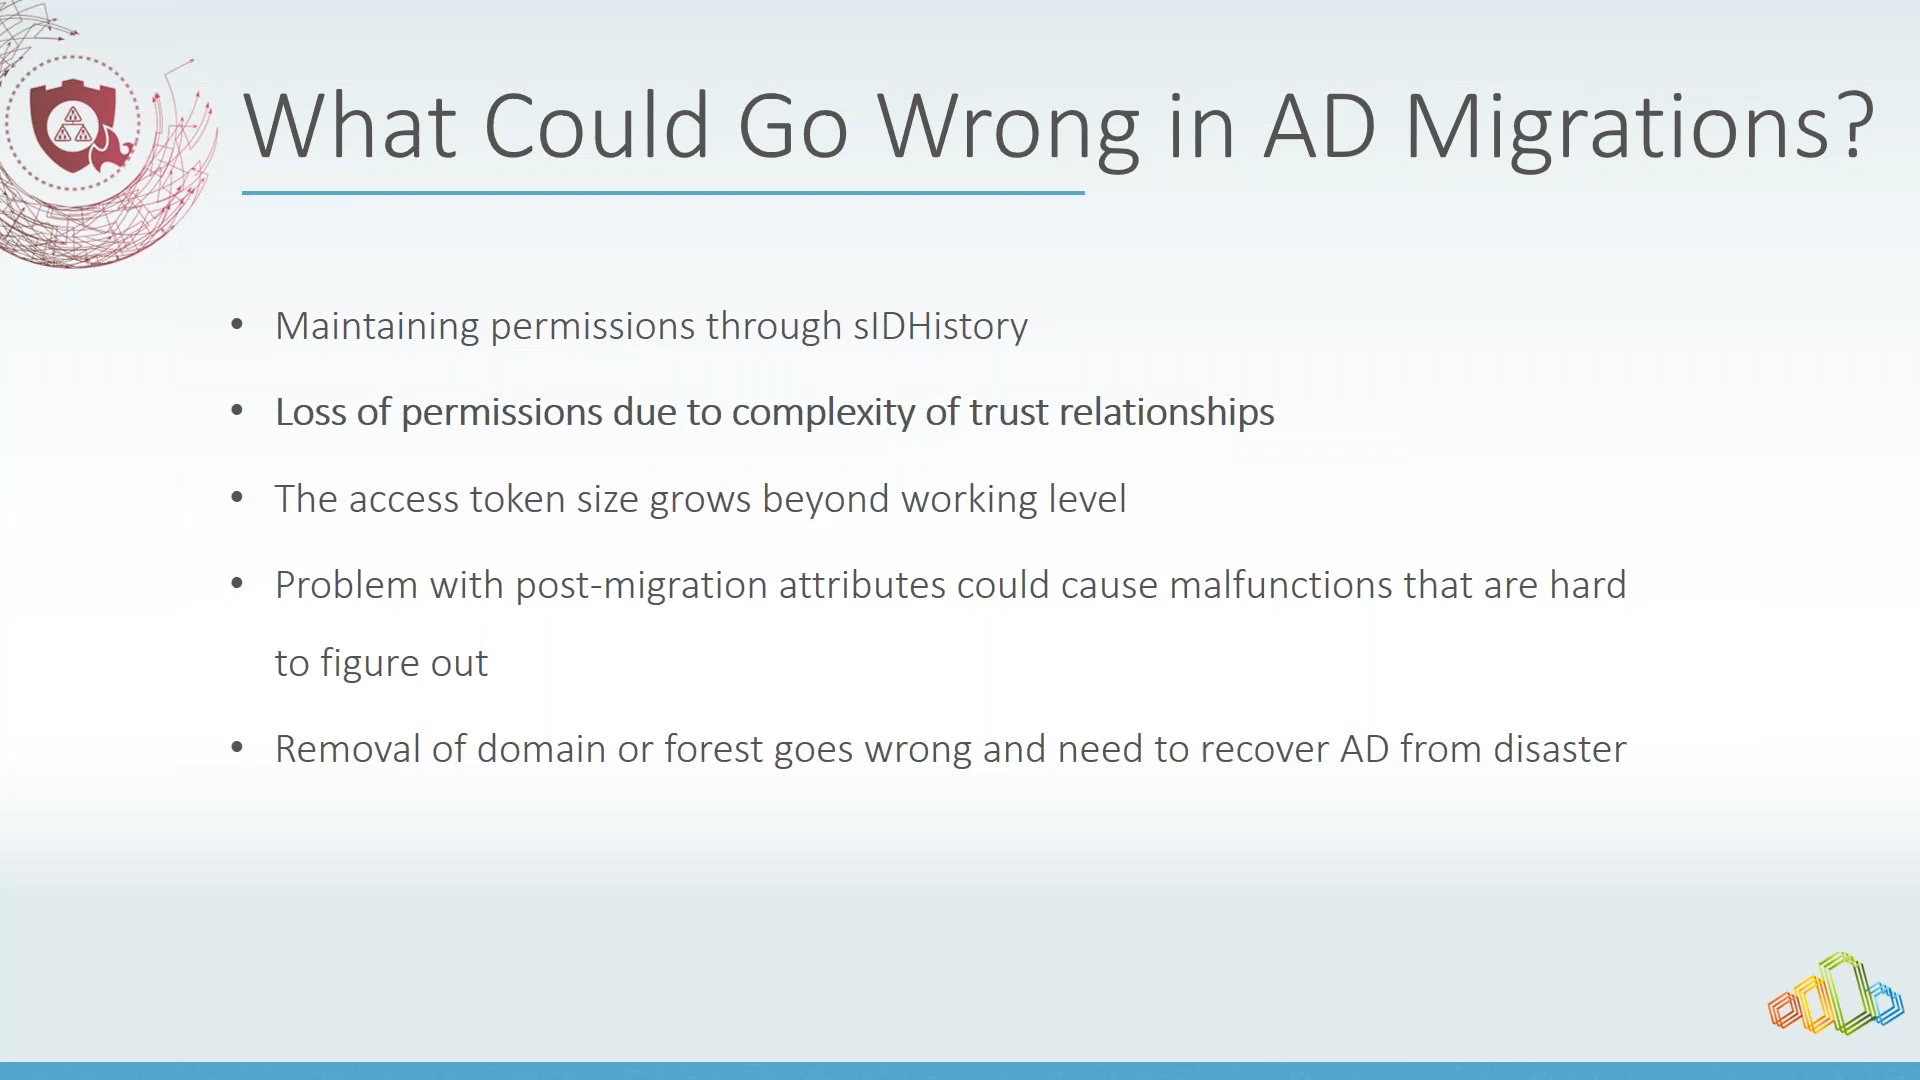 What Could Go Wrong in AD Migrations?
• Maintaining permissions through sIDHistory
• Loss of permissions due to complexity of trust relationships
• The access token size grows beyond working level
• Problem with post-migration attributes could cause malfunctions that are hard
to figure out
• Removal of domain or forest goes wrong and need to recover AD from disaster